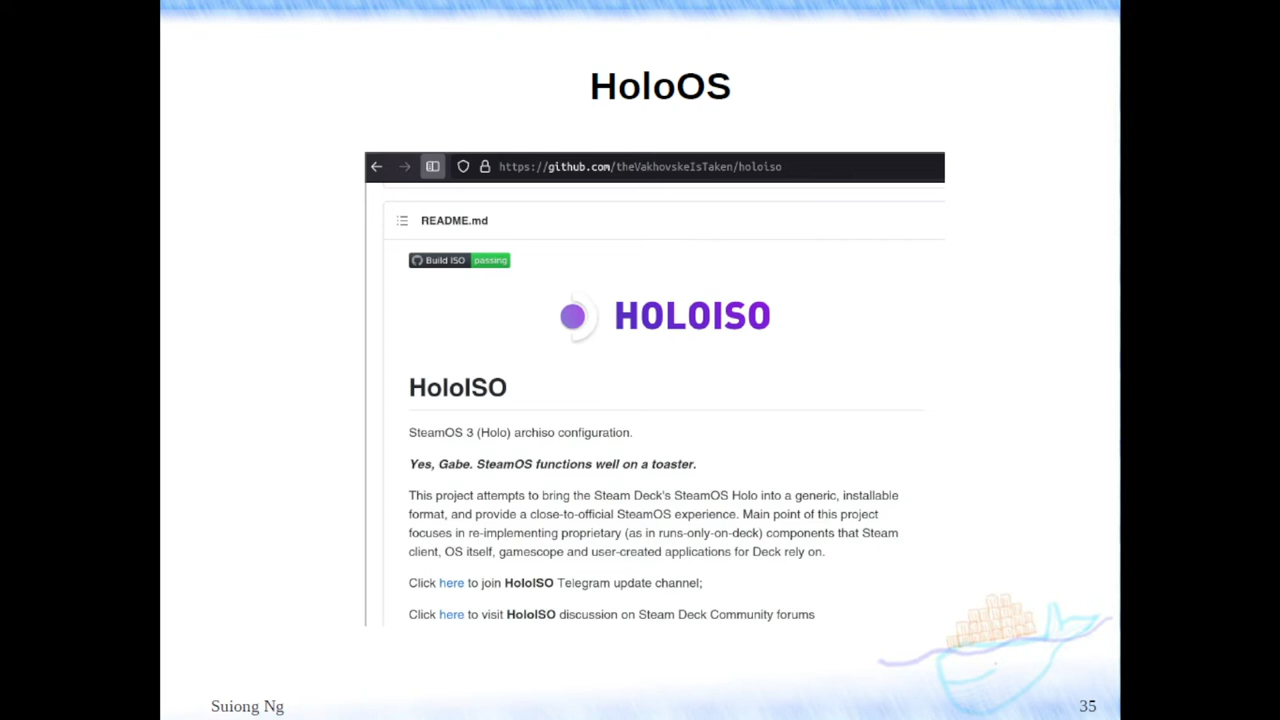 HoloOS
https://github.com/theVakhovskeIsTaken/holoiso
README.md
Build ISO passing
HOLOISO
HoloISO
SteamOS 3 (Holo) archiso configuration.
Yes, Gabe. SteamOS functions well on a toaster.
This project attempts to bring the Steam Deck's SteamOS Holo into a generic, installable
format, and provide a close-to-official SteamOS experience. Main point of this project
focuses in re-implementing proprietary (as in runs-only-on-deck) components that Steam
client, OS itself, gamescope and user-created applications for Deck rely on.
Click here to join HoloISO Telegram update channel;
Click here to visit HoloISO discussion on Steam Deck Community forums
Suiong Ng
35